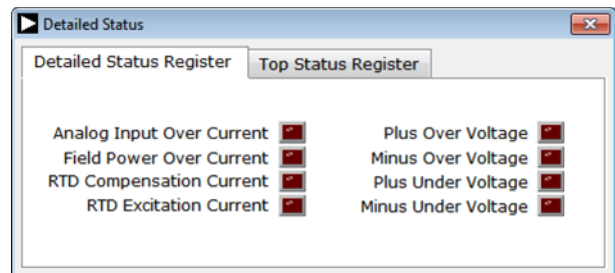 Detailed Status
Detailed Status Register Top Status Register
Analog Input Over Current Plus Over Voltage
Field Power Over Current Minus Over Voltage
RTD Compensation Current Plus Under Voltage
RTD Excitation Current Minus Under Voltage